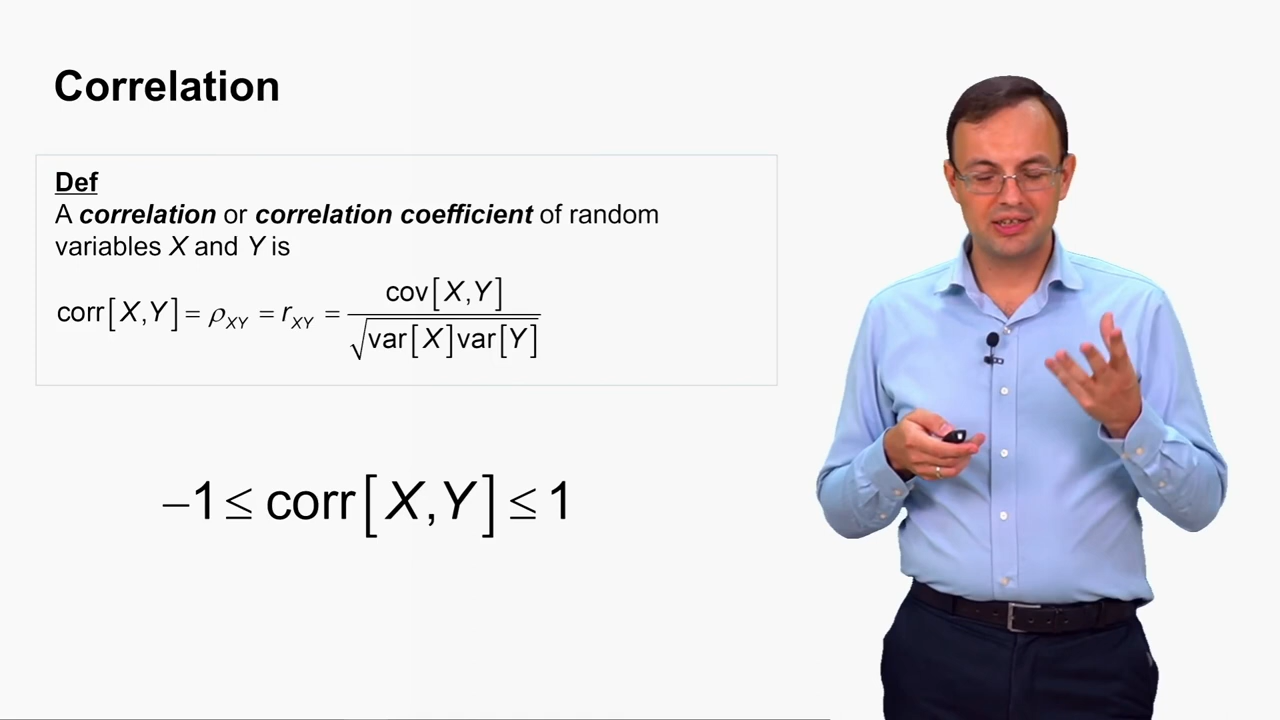 Correlation
Def
A correlation or correlation coefficient of random
variables X and Y is
corr[X,Y] = ρ_XY = r_XY = cov[X,Y] / √(var[X]var[Y])
−1 ≤ corr[X,Y] ≤ 1